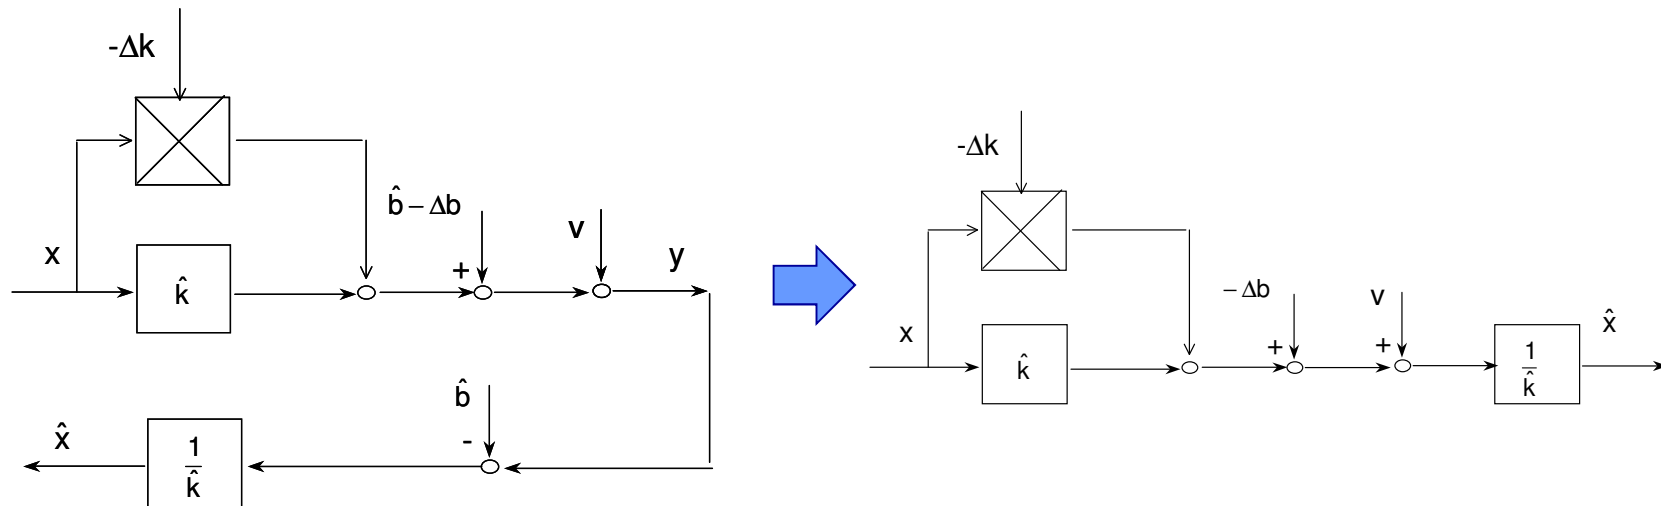 -Δk
b̂ – Δb
v
y
x
+
k̂
b̂
-
x̂
1
k̂
-Δk
– Δb
v
x
+
+
x̂
k̂
1
k̂